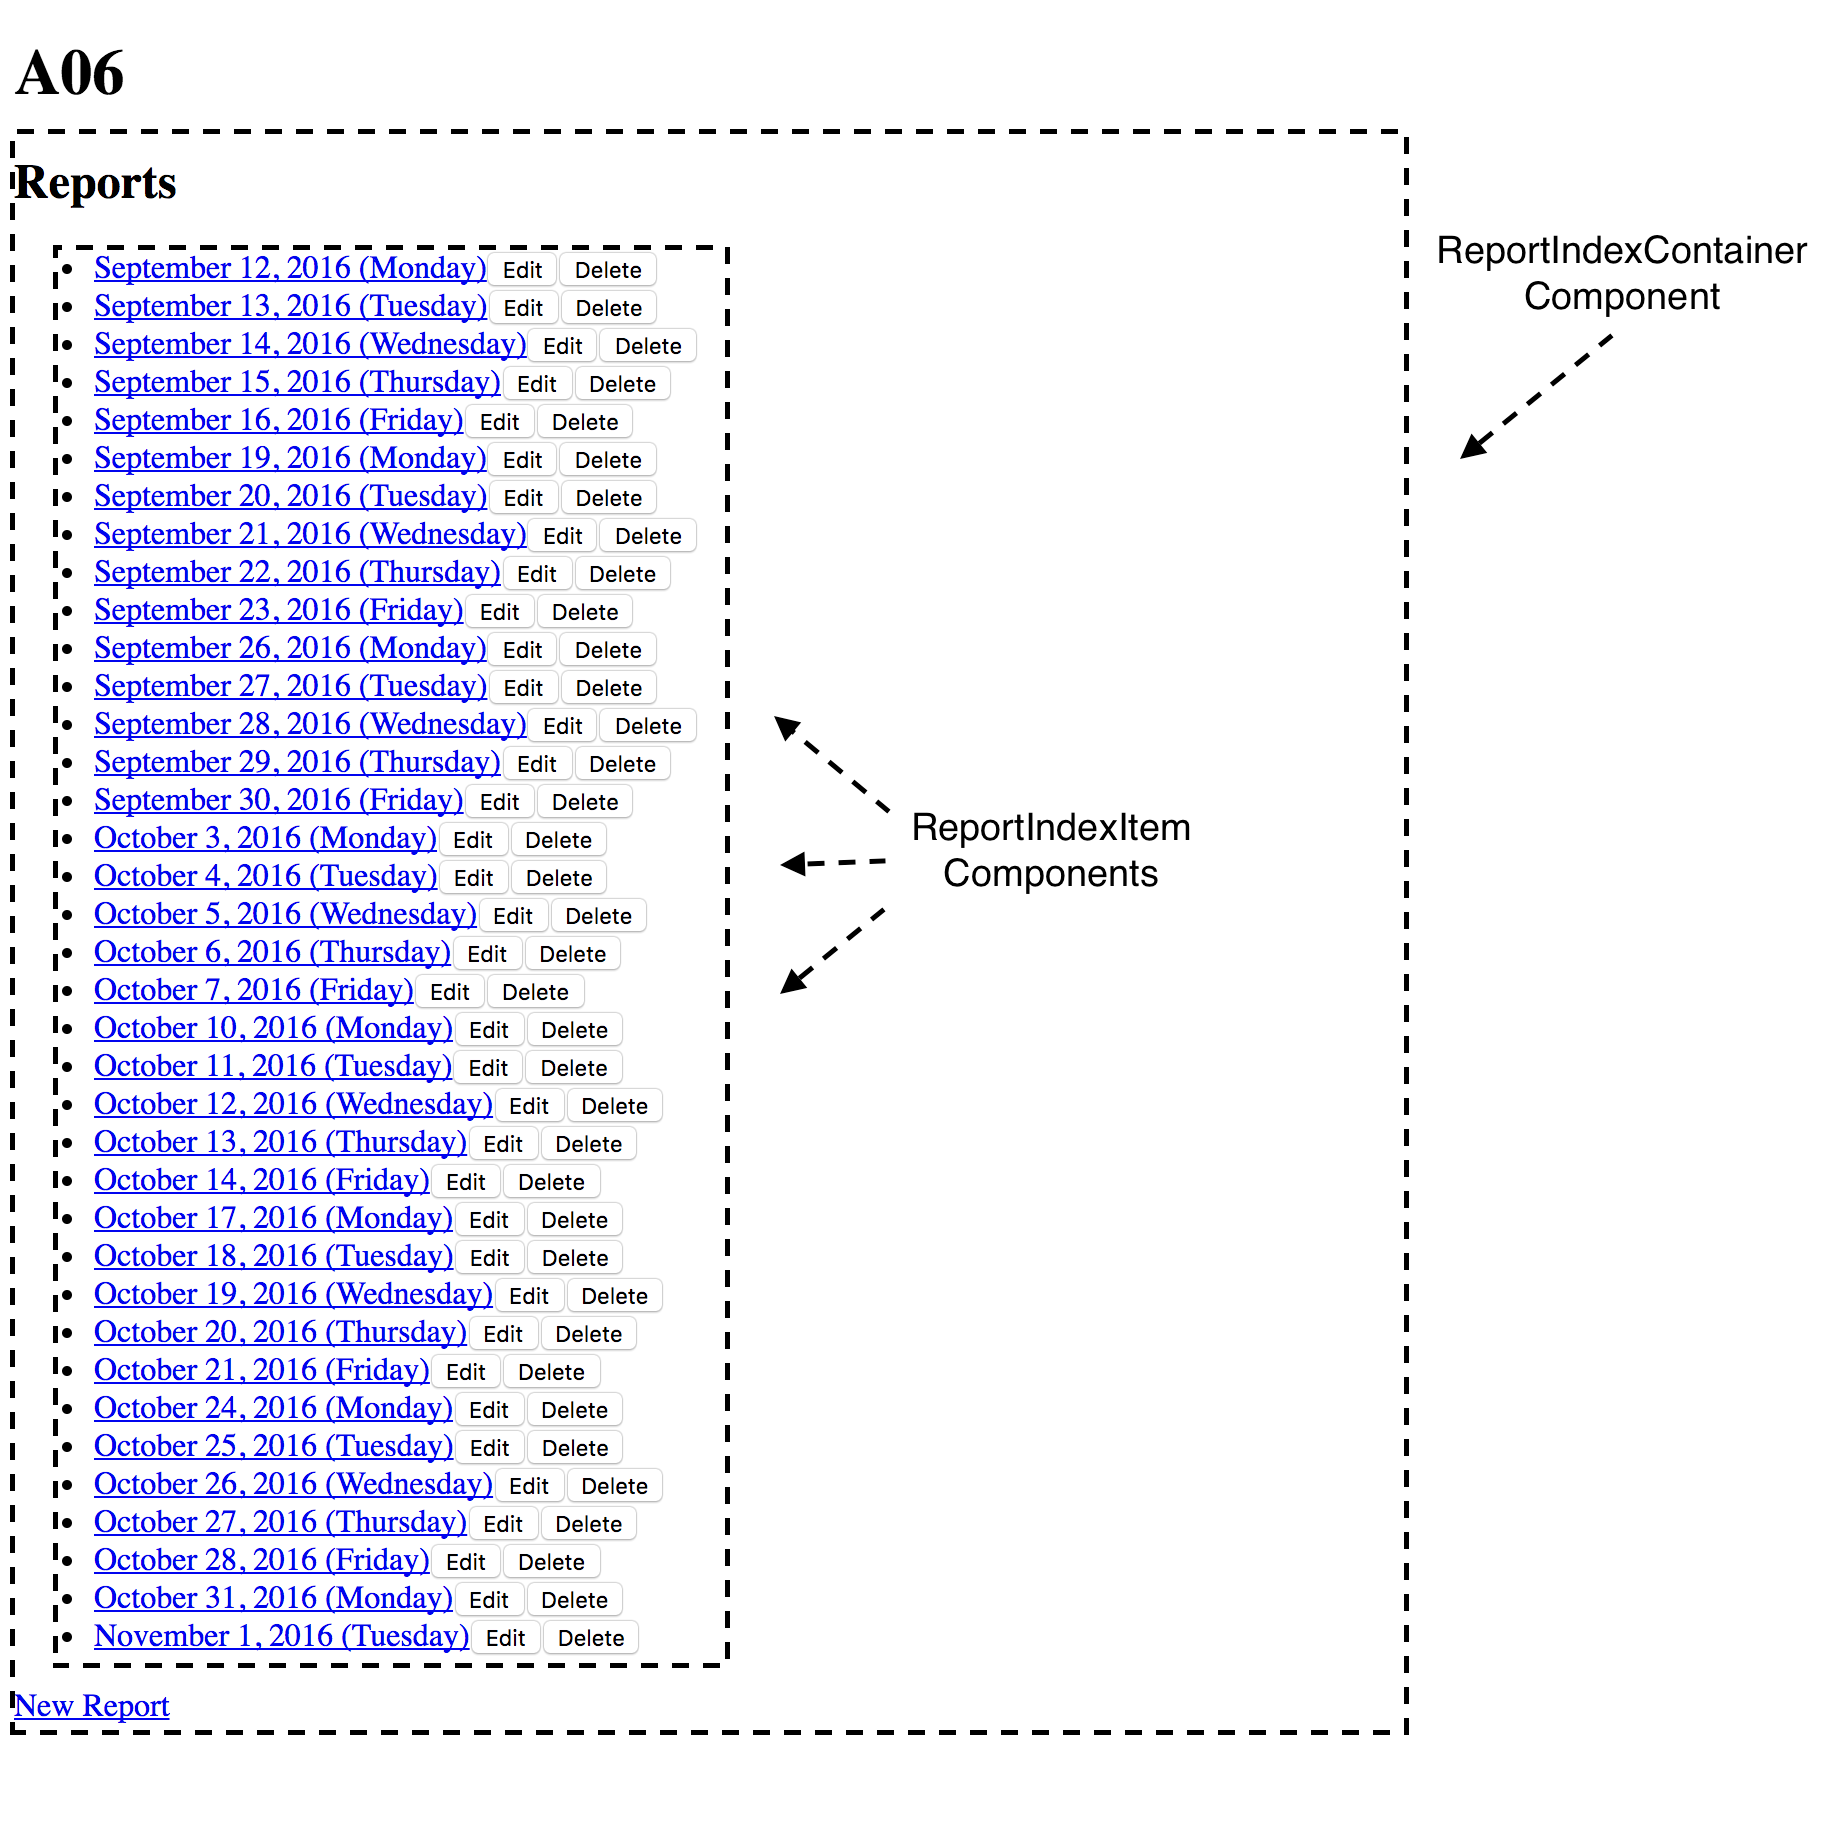 A06
Reports
September 12, 2016 (Monday) Edit Delete
September 13, 2016 (Tuesday) Edit Delete
September 14, 2016 (Wednesday) Edit Delete
September 15, 2016 (Thursday) Edit Delete
September 16, 2016 (Friday) Edit Delete
September 19, 2016 (Monday) Edit Delete
September 20, 2016 (Tuesday) Edit Delete
September 21, 2016 (Wednesday) Edit Delete
September 22, 2016 (Thursday) Edit Delete
September 23, 2016 (Friday) Edit Delete
September 26, 2016 (Monday) Edit Delete
September 27, 2016 (Tuesday) Edit Delete
September 28, 2016 (Wednesday) Edit Delete
September 29, 2016 (Thursday) Edit Delete
September 30, 2016 (Friday) Edit Delete
October 3, 2016 (Monday) Edit Delete
October 4, 2016 (Tuesday) Edit Delete
October 5, 2016 (Wednesday) Edit Delete
October 6, 2016 (Thursday) Edit Delete
October 7, 2016 (Friday) Edit Delete
October 10, 2016 (Monday) Edit Delete
October 11, 2016 (Tuesday) Edit Delete
October 12, 2016 (Wednesday) Edit Delete
October 13, 2016 (Thursday) Edit Delete
October 14, 2016 (Friday) Edit Delete
October 17, 2016 (Monday) Edit Delete
October 18, 2016 (Tuesday) Edit Delete
October 19, 2016 (Wednesday) Edit Delete
October 20, 2016 (Thursday) Edit Delete
October 21, 2016 (Friday) Edit Delete
October 24, 2016 (Monday) Edit Delete
October 25, 2016 (Tuesday) Edit Delete
October 26, 2016 (Wednesday) Edit Delete
October 27, 2016 (Thursday) Edit Delete
October 28, 2016 (Friday) Edit Delete
October 31, 2016 (Monday) Edit Delete
November 1, 2016 (Tuesday) Edit Delete
New Report
ReportIndexItem
Components
ReportIndexContainer
Component